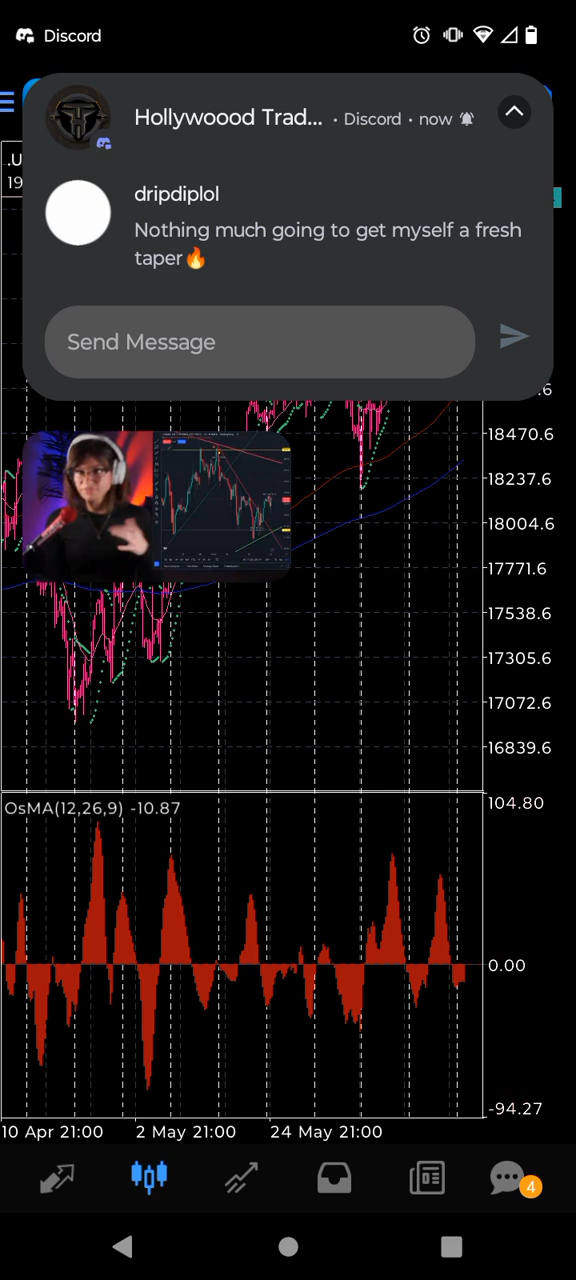 Discord
Hollywoood Trad... • Discord • now
dripdiplol
Nothing much going to get myself a fresh
taper🔥
Send Message
.U
19
.6
18470.6
18237.6
18004.6
17771.6
17538.6
17305.6
17072.6
16839.6
OsMA(12,26,9) -10.87
104.80
0.00
-94.27
10 Apr 21:00
2 May 21:00
24 May 21:00
4